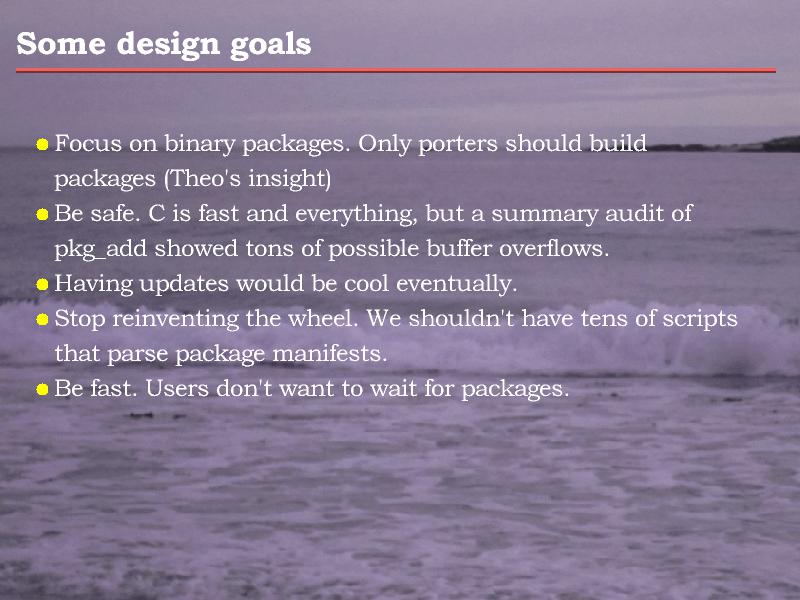 Some design goals
Focus on binary packages. Only porters should build
packages (Theo's insight)
Be safe. C is fast and everything, but a summary audit of
pkg_add showed tons of possible buffer overflows.
Having updates would be cool eventually.
Stop reinventing the wheel. We shouldn't have tens of scripts
that parse package manifests.
Be fast. Users don't want to wait for packages.